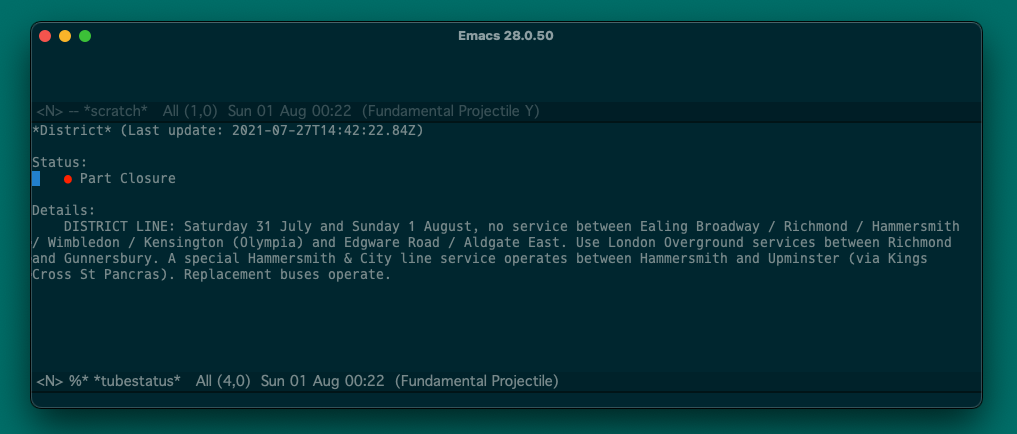 Emacs 28.0.50
<N> -- *scratch* All (1,0) Sun 01 Aug 00:22 (Fundamental Projectile Y)
*District* (Last update: 2021-07-27T14:42:22.84Z)
Status:
Part Closure
Details:
DISTRICT LINE: Saturday 31 July and Sunday 1 August, no service between Ealing Broadway / Richmond / Hammersmith
/ Wimbledon / Kensington (Olympia) and Edgware Road / Aldgate East. Use London Overground services between Richmond
and Gunnersbury. A special Hammersmith & City line service operates between Hammersmith and Upminster (via Kings
Cross St Pancras). Replacement buses operate.
<N> %* *tubestatus* All (4,0) Sun 01 Aug 00:22 (Fundamental Projectile)